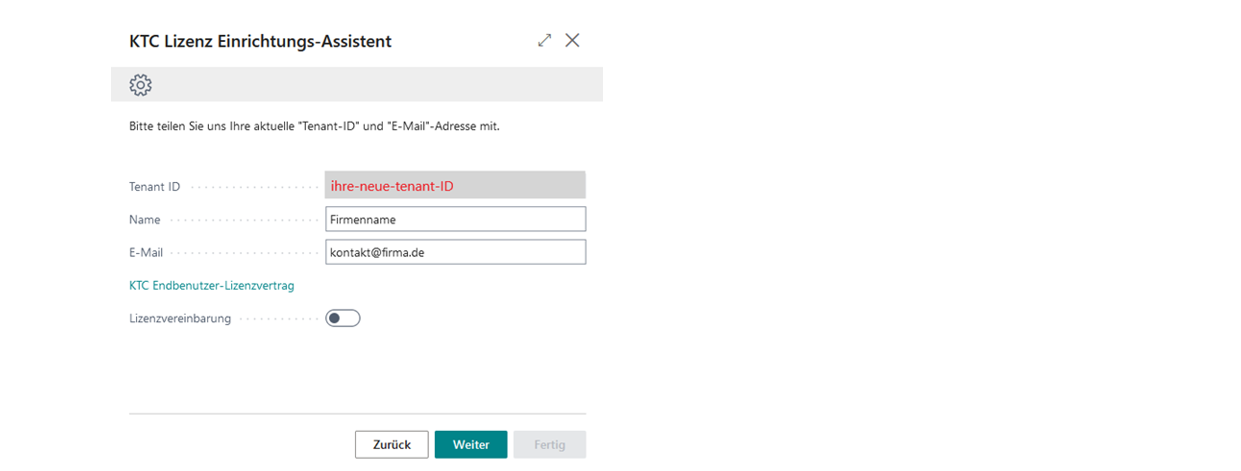 KTC Lizenz Einrichtungs-Assistent
Bitte teilen Sie uns Ihre aktuelle "Tenant-ID" und "E-Mail"-Adresse mit.
Tenant ID ihre-neue-tenant-ID
Name Firmenname
E-Mail kontakt@firma.de
KTC Endbenutzer-Lizenzvertrag
Lizenzvereinbarung
Zurück Weiter Fertig